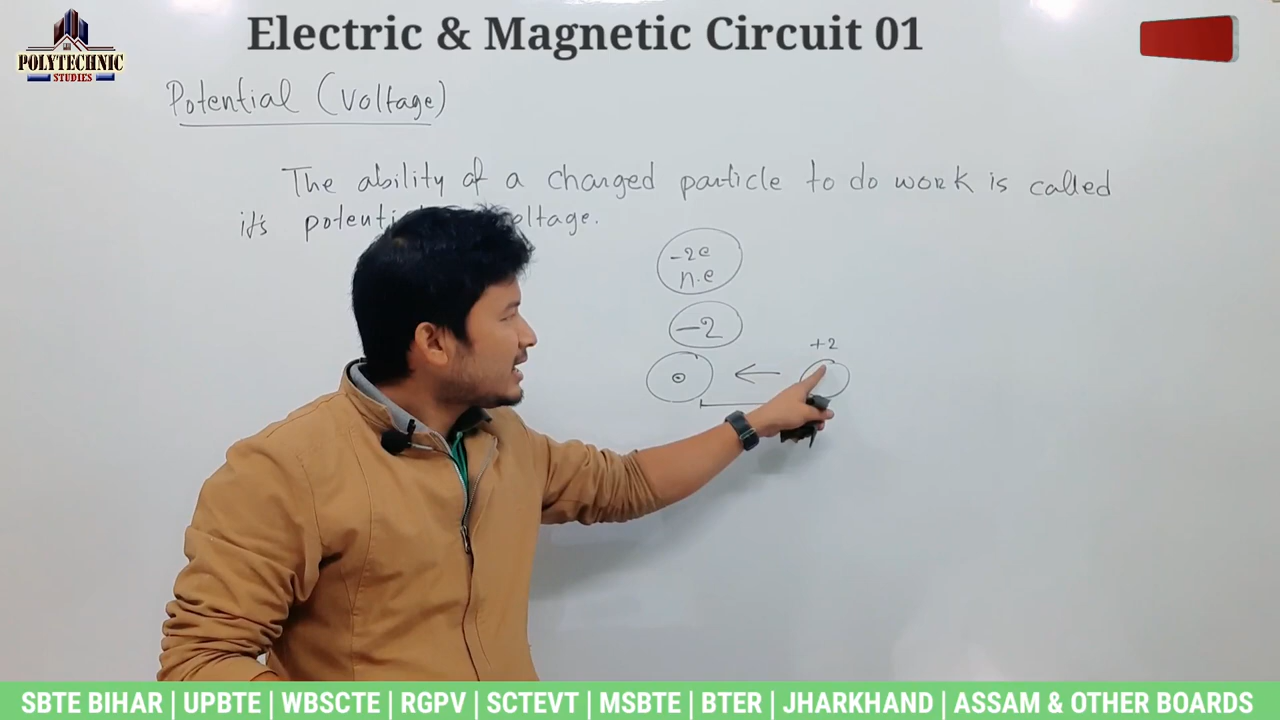 Electric & Magnetic Circuit 01
POLYTECHNIC
STUDIES
Potential (Voltage)
The ability of a charged particle to do work is called
it's
-2e
n.e
-2
+2
SBTE BIHAR | UPBTE | WBSCTE | RGPV | SCTEVT | MSBTE | BTER | JHARKHAND | ASSAM & OTHER BOARDS